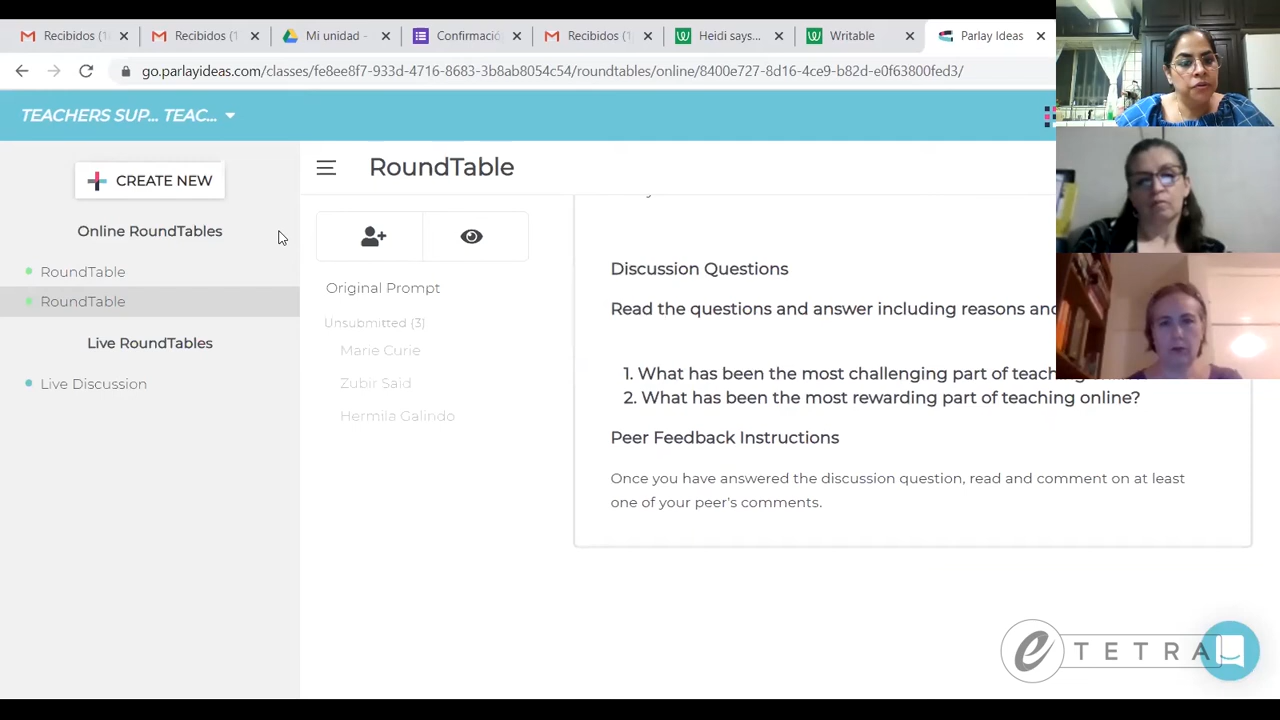 Recibidos (1
Recibidos (1
Mi unidad -
Confirmació
Recibidos (1
Heidi says...
Writable
Parlay Ideas
go.parlayideas.com/classes/fe8ee8f7-933d-4716-8683-3b8ab8054c54/roundtables/online/8400e727-8d16-4ce9-b82d-e0f63800fed3/
TEACHERS SUP... TEAC...
CREATE NEW
RoundTable
Online RoundTables
RoundTable
RoundTable
Live RoundTables
Live Discussion
Original Prompt
Unsubmitted (3)
Marie Curie
Zubir Said
Hermila Galindo
Discussion Questions
Read the questions and answer including reasons and
1. What has been the most challenging part of teaching
2. What has been the most rewarding part of teaching online?
Peer Feedback Instructions
Once you have answered the discussion question, read and comment on at least
one of your peer's comments.
e TETRA